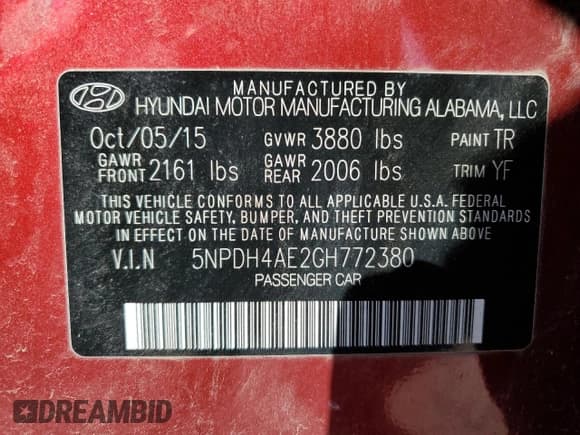 MANUFACTURED BY
HYUNDAI MOTOR MANUFACTURING ALABAMA, LLC
Oct/05/15 GVWR 3880 lbs PAINT TR
GAWR FRONT 2161 lbs GAWR REAR 2006 lbs TRIM YF
THIS VEHICLE CONFORMS TO ALL APPLICABLE U.S.A. FEDERAL
MOTOR VEHICLE SAFETY, BUMPER, AND THEFT PREVENTION STANDARDS
IN EFFECT ON THE DATE OF MANUFACTURE SHOWN ABOVE
V.I.N 5NPDH4AE2GH772380
PASSENGER CAR
DREAMBID